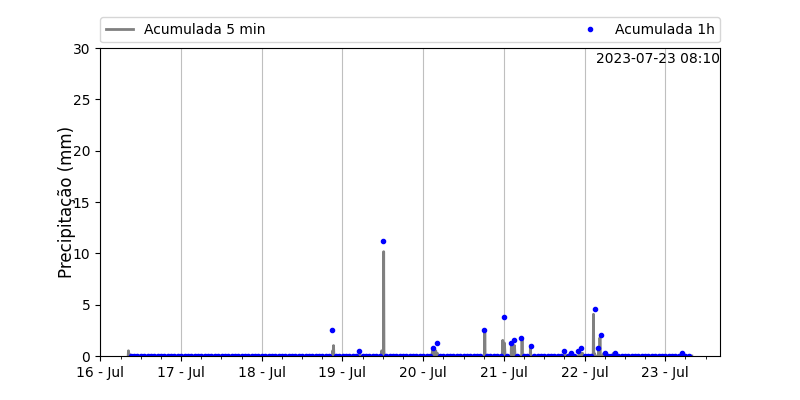 Acumulada 5 min
Acumulada 1h
2023-07-23 08:10
Precipitação (mm)
30
25
20
15
10
5
0
16 - Jul
17 - Jul
18 - Jul
19 - Jul
20 - Jul
21 - Jul
22 - Jul
23 - Jul